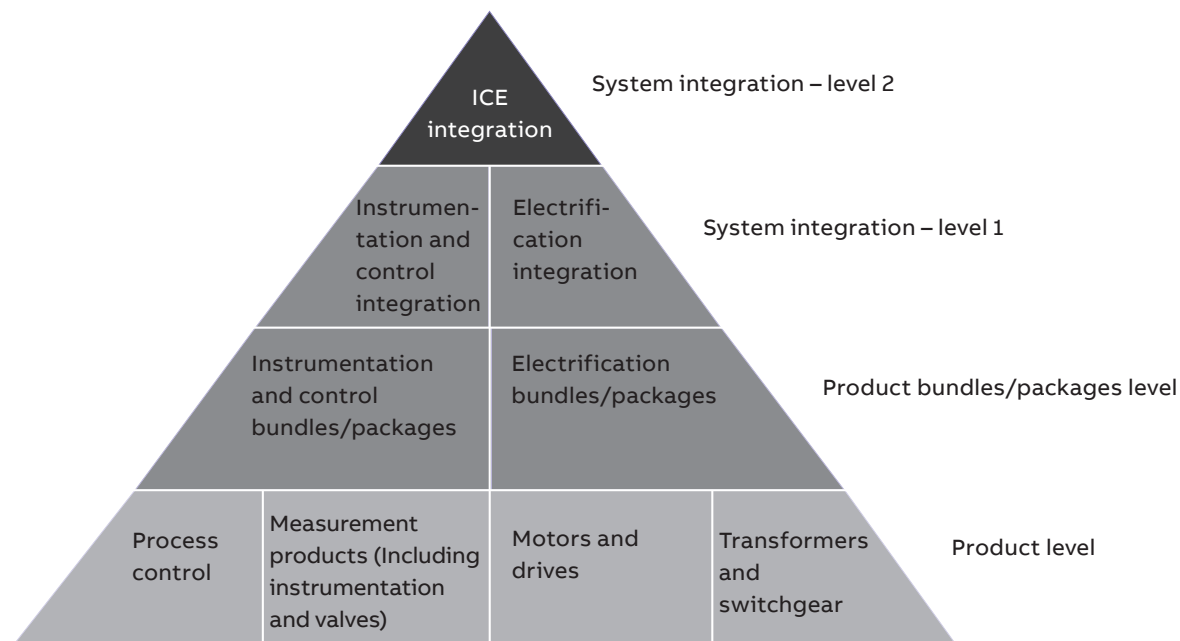 ICE
integration
System integration – level 2
Instrumen-
tation and
control
integration
Electrifi-
cation
integration
System integration – level 1
Instrumentation
and control
bundles/packages
Electrification
bundles/packages
Product bundles/packages level
Process
control
Measurement
products (Including
instrumentation
and valves)
Motors and
drives
Transformers
and
switchgear
Product level